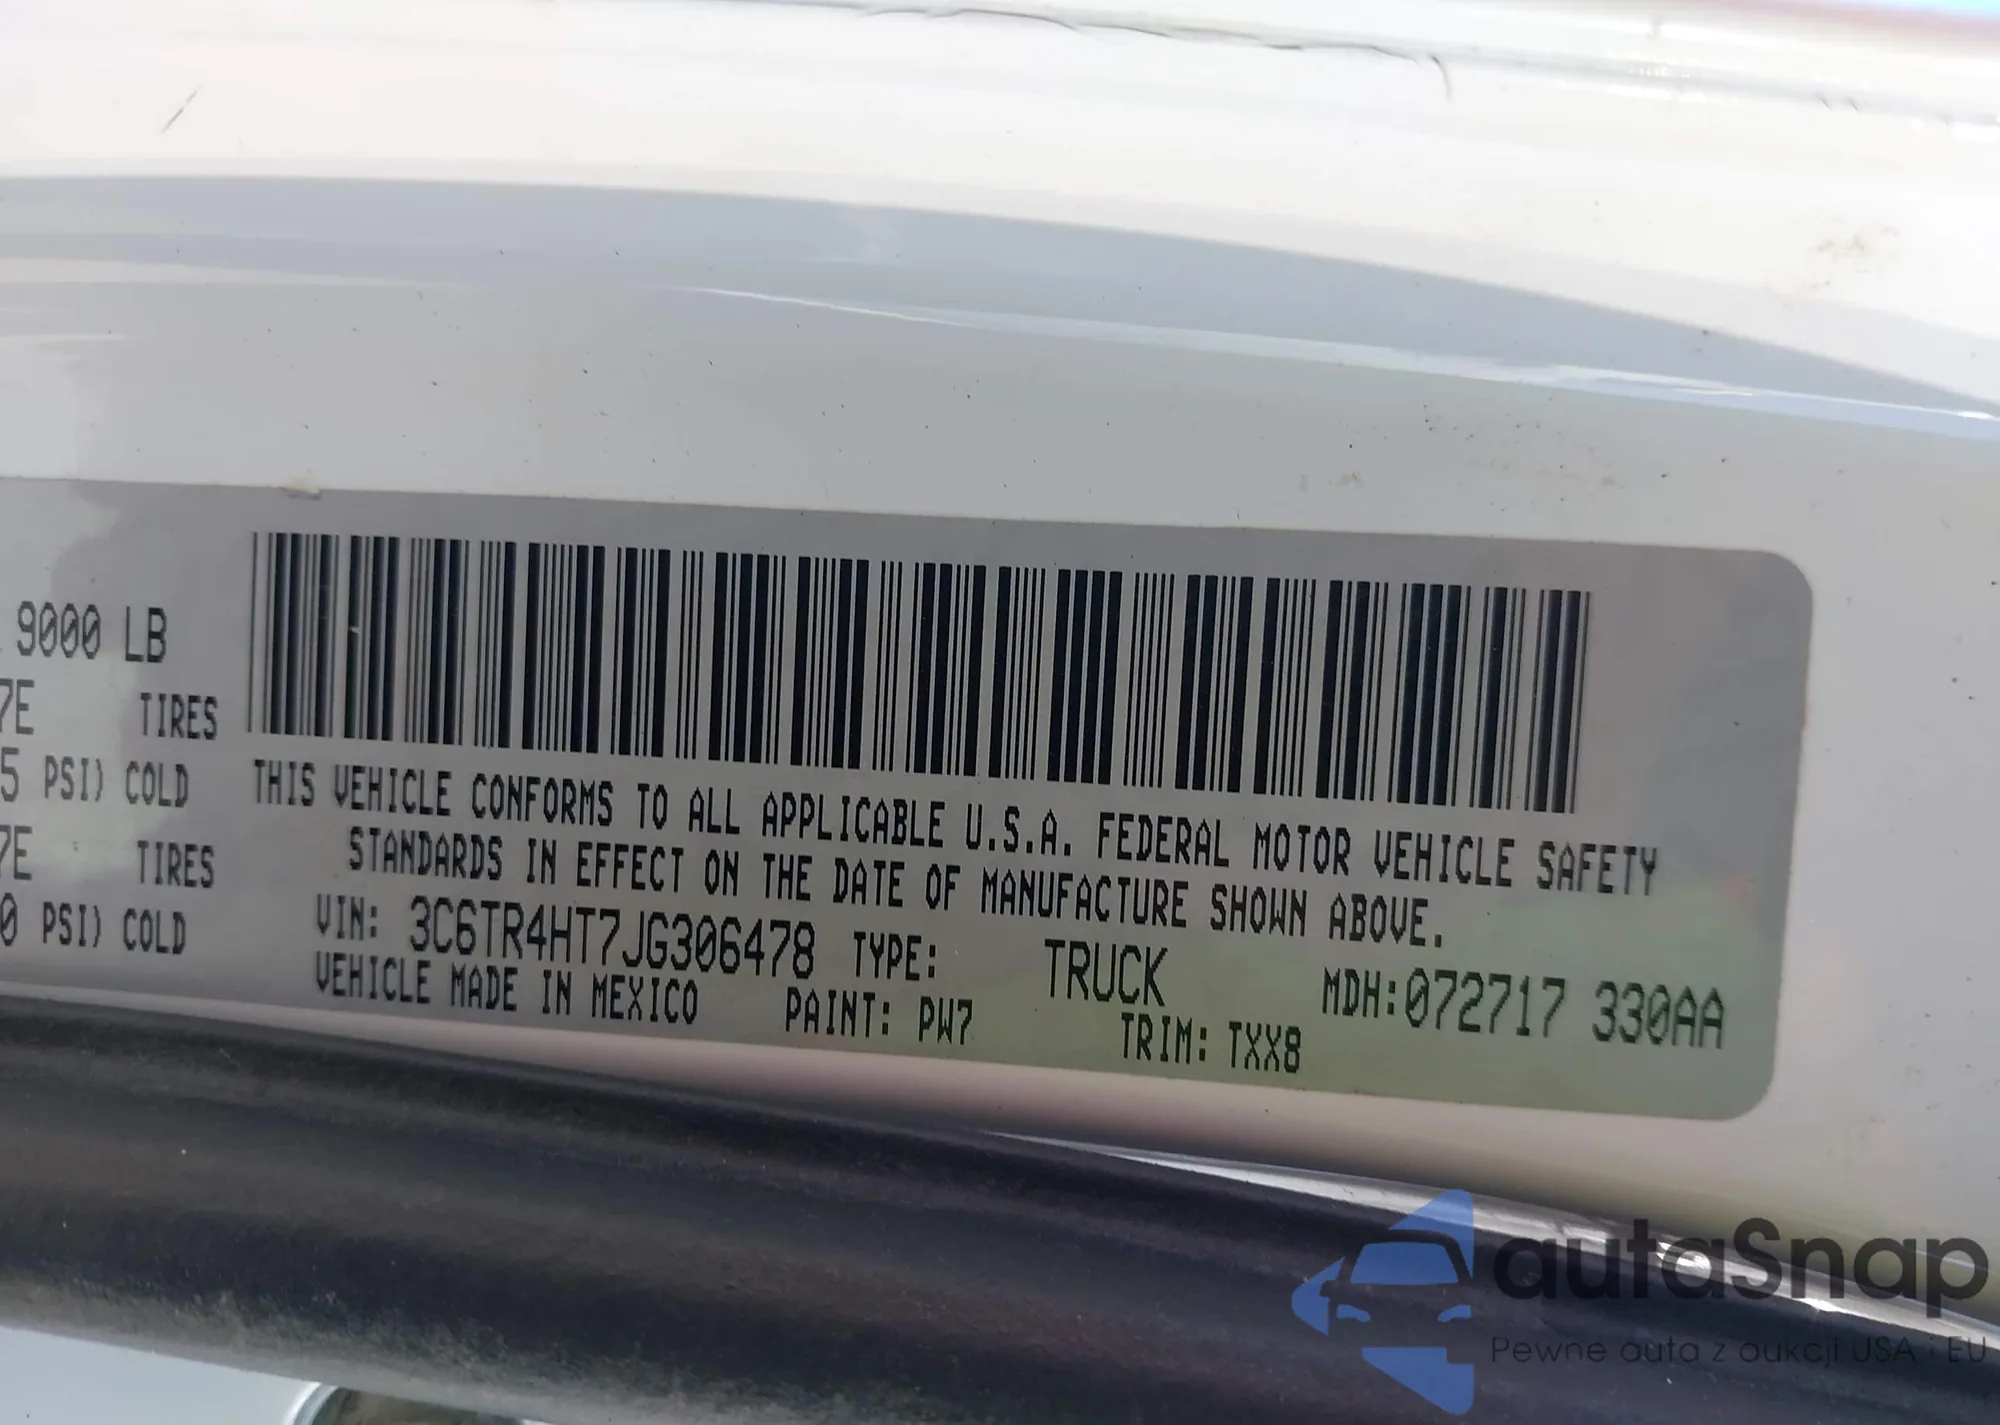 9000 LB
7E TIRES
5 PSI) COLD
7E TIRES
0 PSI) COLD
THIS VEHICLE CONFORMS TO ALL APPLICABLE U.S.A. FEDERAL MOTOR VEHICLE SAFETY
STANDARDS IN EFFECT ON THE DATE OF MANUFACTURE SHOWN ABOVE.
VIN: 3C6TR4HT7JG306478 TYPE: TRUCK MDH:072717 330AA
VEHICLE MADE IN MEXICO PAINT: PW7 TRIM: TXX8
autaSnap
Pewne auta z aukcji USA i EU